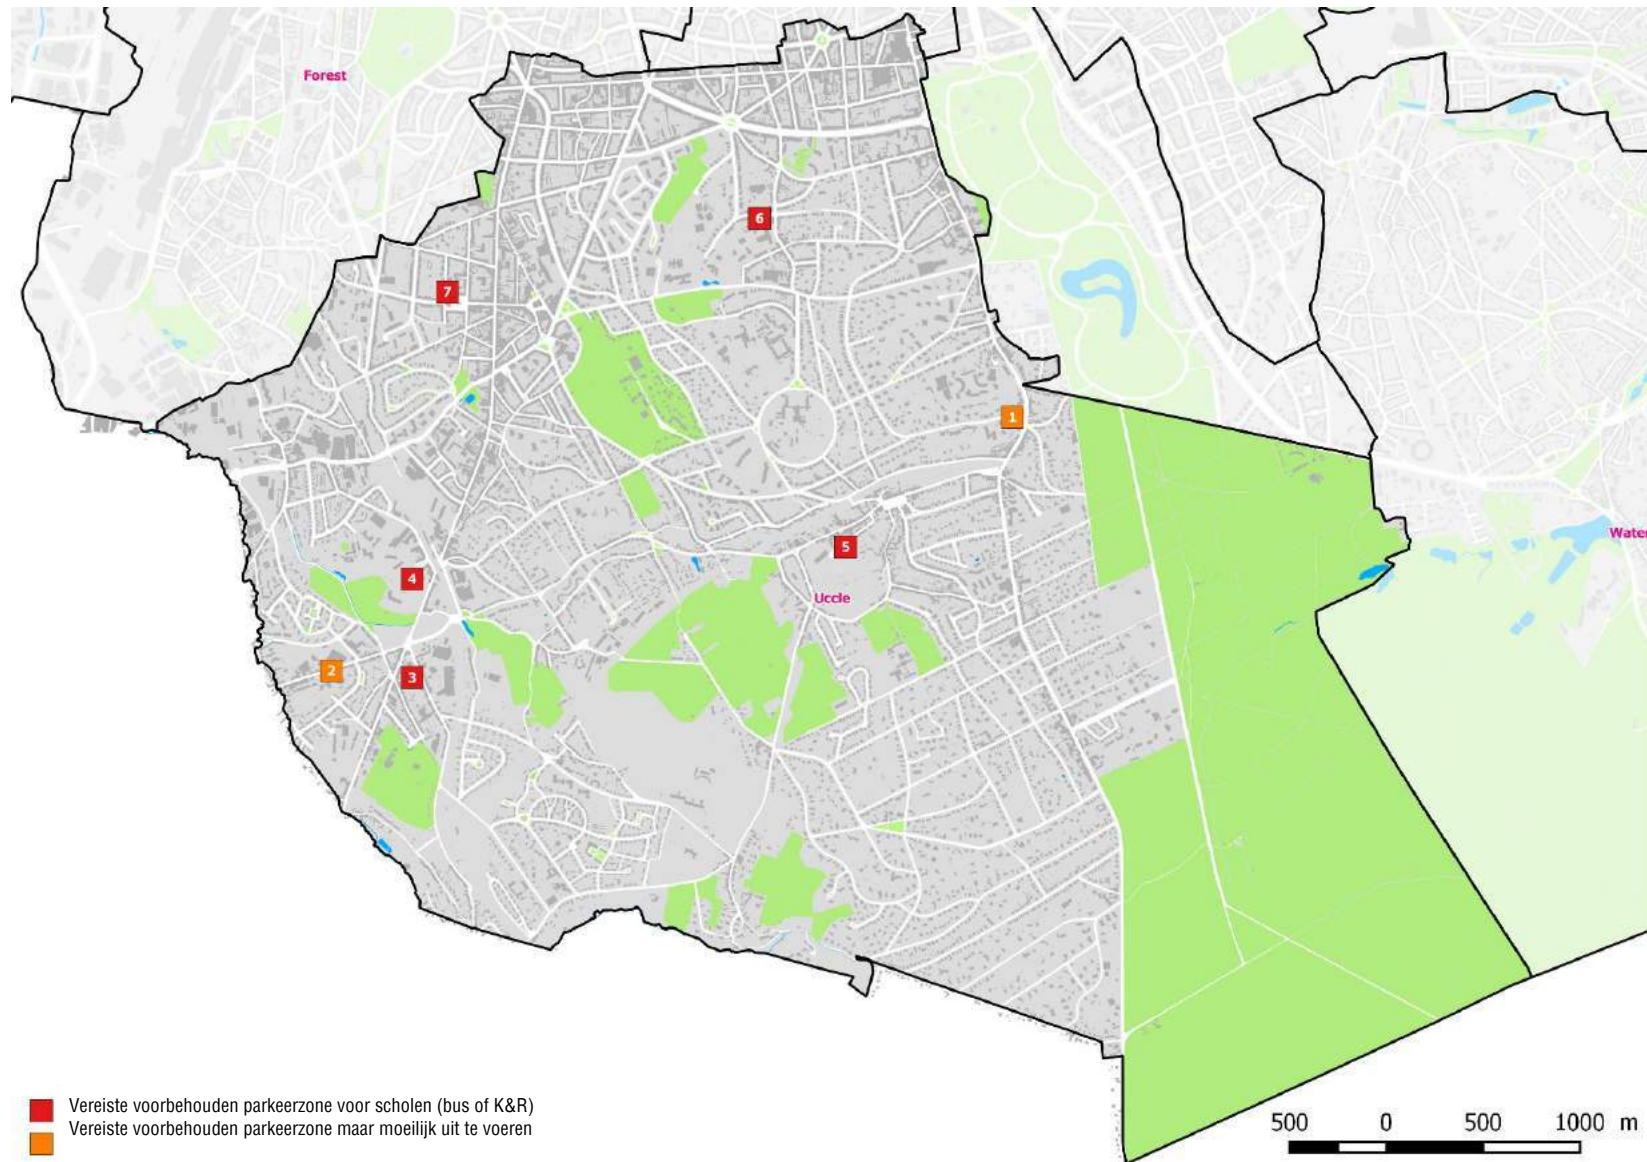 Forest
6
7
1
Water
5
4
Uccle
2
3
Vereiste voorbehouden parkeerzone voor scholen (bus of K&R)
Vereiste voorbehouden parkeerzone maar moeilijk uit te voeren
500 0 500 1000 m